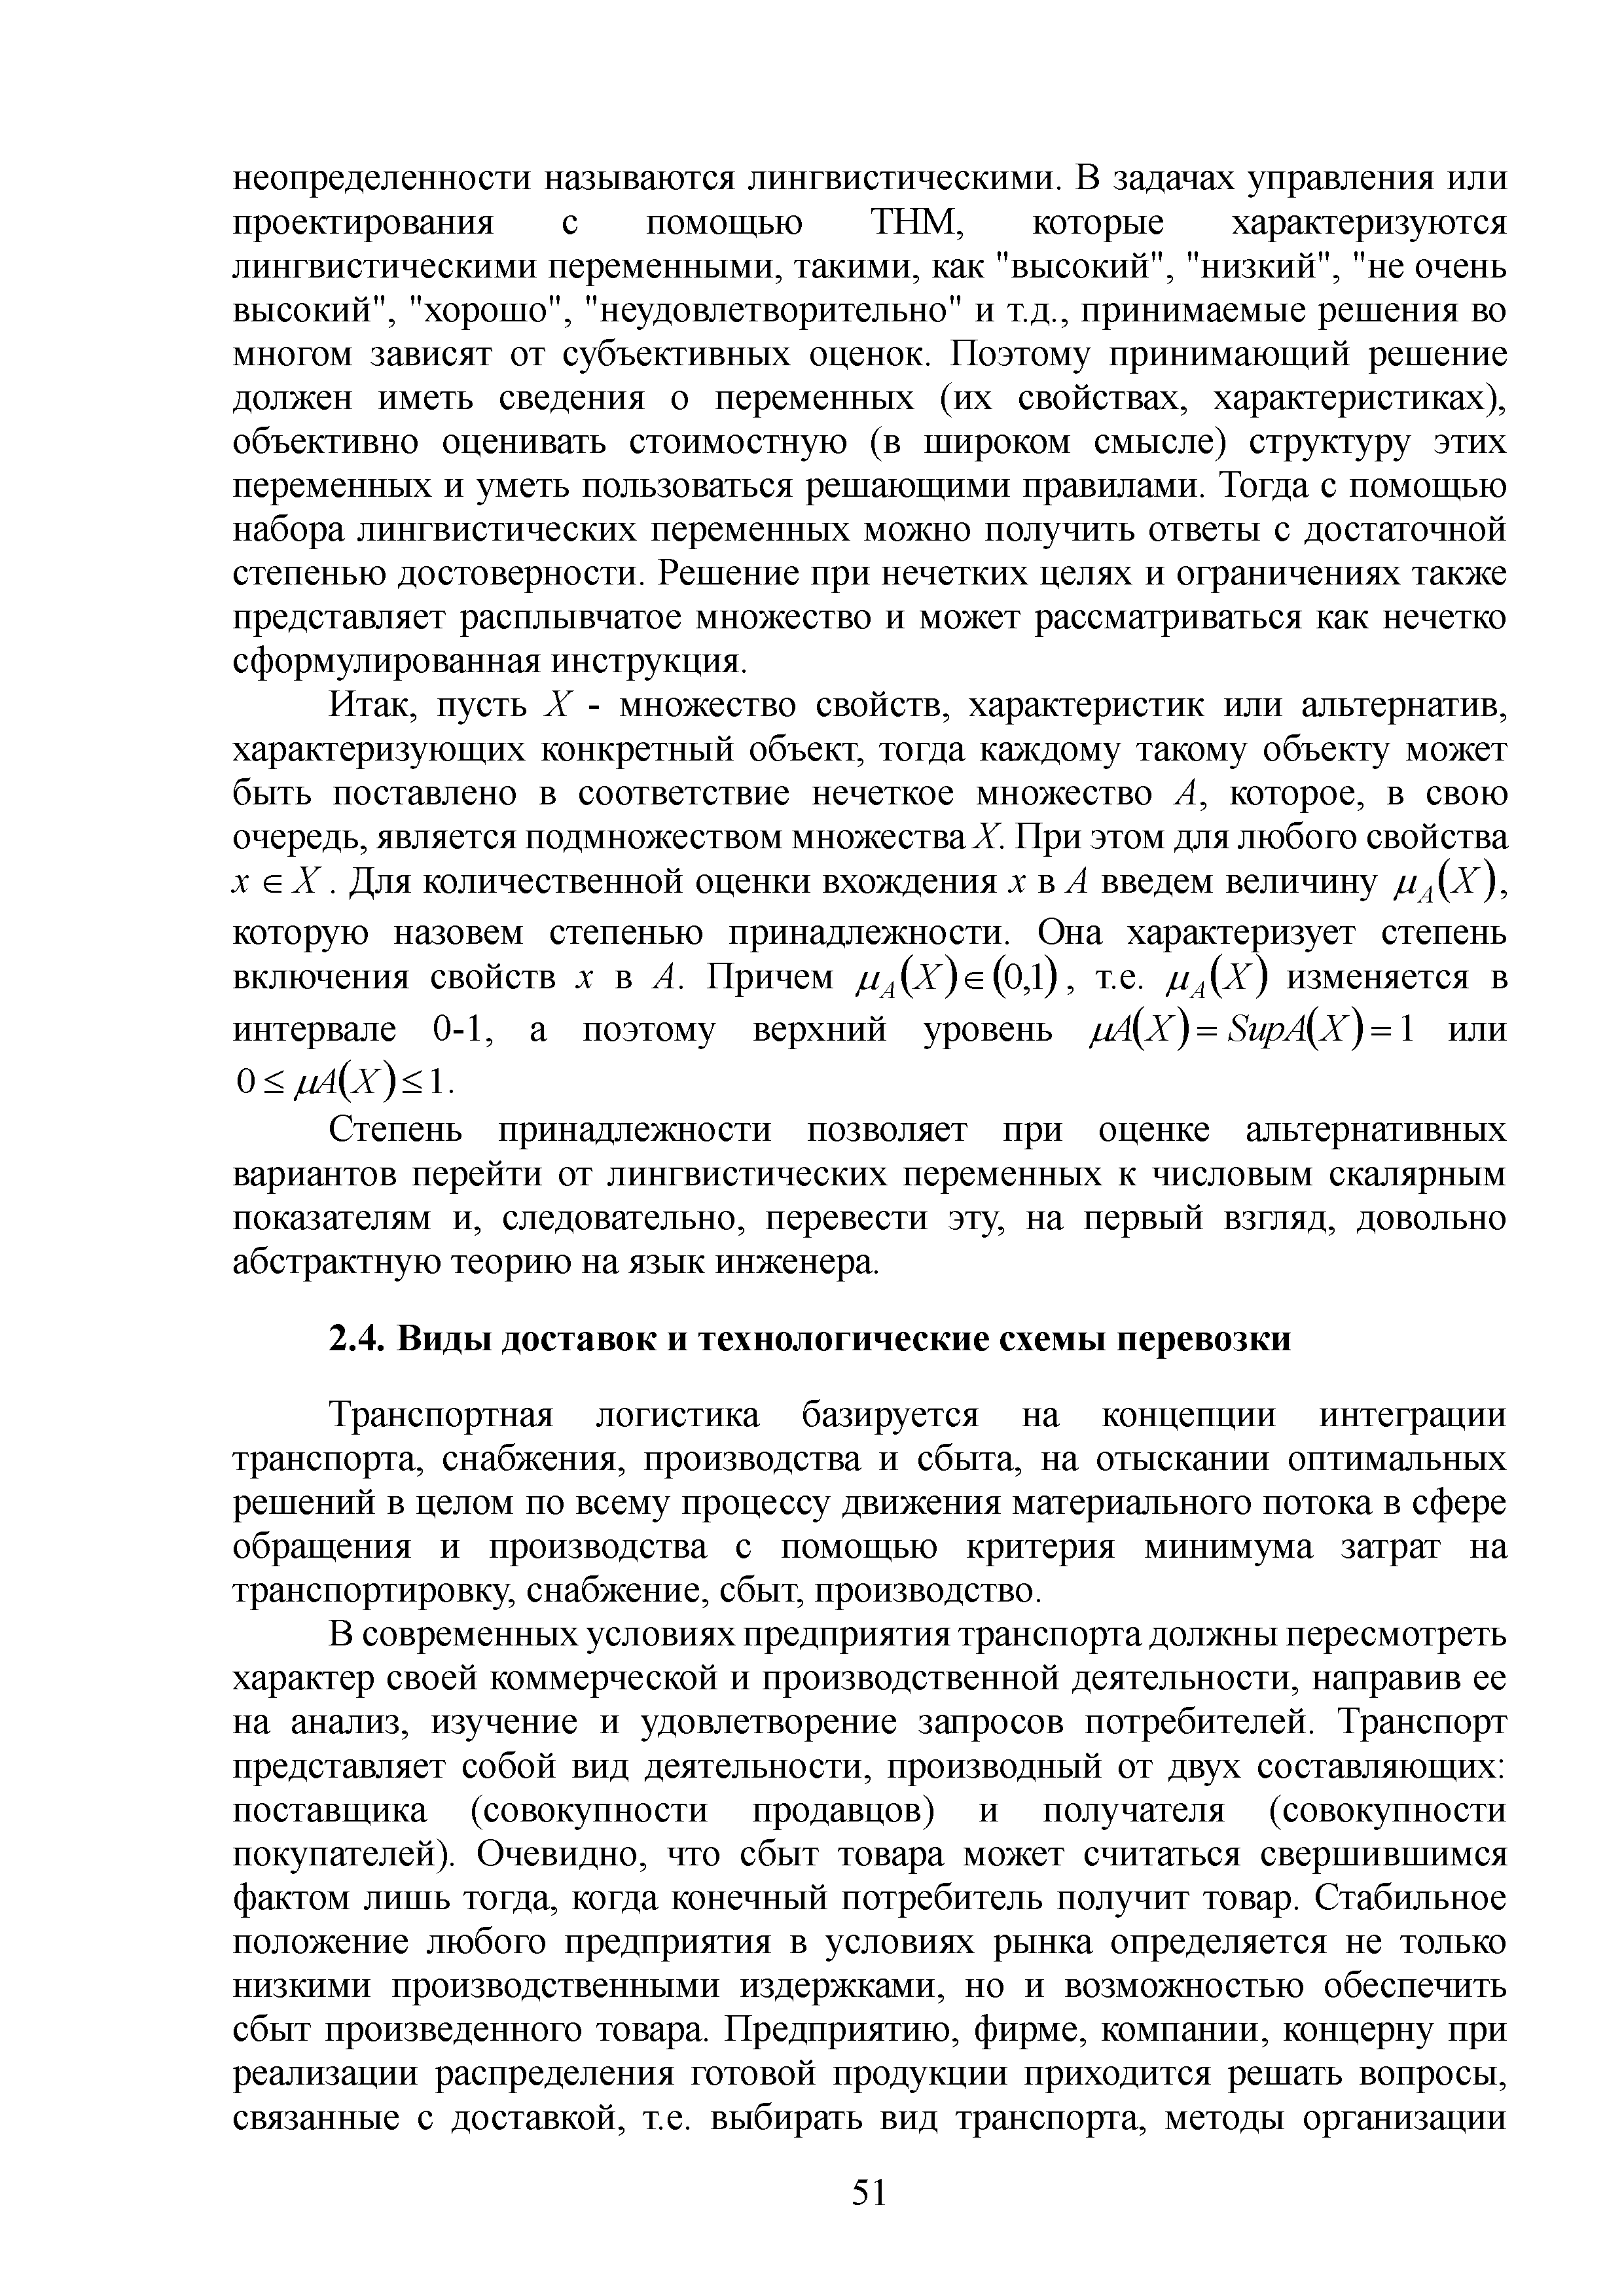 неопределенности называются лингвистическими. В задачах управления или
проектирования с помощью ТНМ, которые характеризуются
лингвистическими переменными, такими, как "высокий", "низкий", "не очень
высокий", "хорошо", "неудовлетворительно" и т.д., принимаемые решения во
многом зависят от субъективных оценок. Поэтому принимающий решение
должен иметь сведения о переменных (их свойствах, характеристиках),
объективно оценивать стоимостную (в широком смысле) структуру этих
переменных и уметь пользоваться решающими правилами. Тогда с помощью
набора лингвистических переменных можно получить ответы с достаточной
степенью достоверности. Решение при нечетких целях и ограничениях также
представляет расплывчатое множество и может рассматриваться как нечетко
сформулированная инструкция.
Итак, пусть X - множество свойств, характеристик или альтернатив,
характеризующих конкретный объект, тогда каждому такому объекту может
быть поставлено в соответствие нечеткое множество A, которое, в свою
очередь, является подмножеством множества X. При этом для любого свойства
x ∈ X . Для количественной оценки вхождения x в A введем величину μ_A(X),
которую назовем степенью принадлежности. Она характеризует степень
включения свойств x в A. Причем μ_A(X)∈(0,1), т.е. μ_A(X) изменяется в
интервале 0-1, а поэтому верхний уровень μA(X)=SupA(X)=1 или
0≤μA(X)≤1.
Степень принадлежности позволяет при оценке альтернативных
вариантов перейти от лингвистических переменных к числовым скалярным
показателям и, следовательно, перевести эту, на первый взгляд, довольно
абстрактную теорию на язык инженера.
2.4. Виды доставок и технологические схемы перевозки
Транспортная логистика базируется на концепции интеграции
транспорта, снабжения, производства и сбыта, на отыскании оптимальных
решений в целом по всему процессу движения материального потока в сфере
обращения и производства с помощью критерия минимума затрат на
транспортировку, снабжение, сбыт, производство.
В современных условиях предприятия транспорта должны пересмотреть
характер своей коммерческой и производственной деятельности, направив ее
на анализ, изучение и удовлетворение запросов потребителей. Транспорт
представляет собой вид деятельности, производный от двух составляющих:
поставщика (совокупности продавцов) и получателя (совокупности
покупателей). Очевидно, что сбыт товара может считаться свершившимся
фактом лишь тогда, когда конечный потребитель получит товар. Стабильное
положение любого предприятия в условиях рынка определяется не только
низкими производственными издержками, но и возможностью обеспечить
сбыт произведенного товара. Предприятию, фирме, компании, концерну при
реализации распределения готовой продукции приходится решать вопросы,
связанные с доставкой, т.е. выбирать вид транспорта, методы организации
51